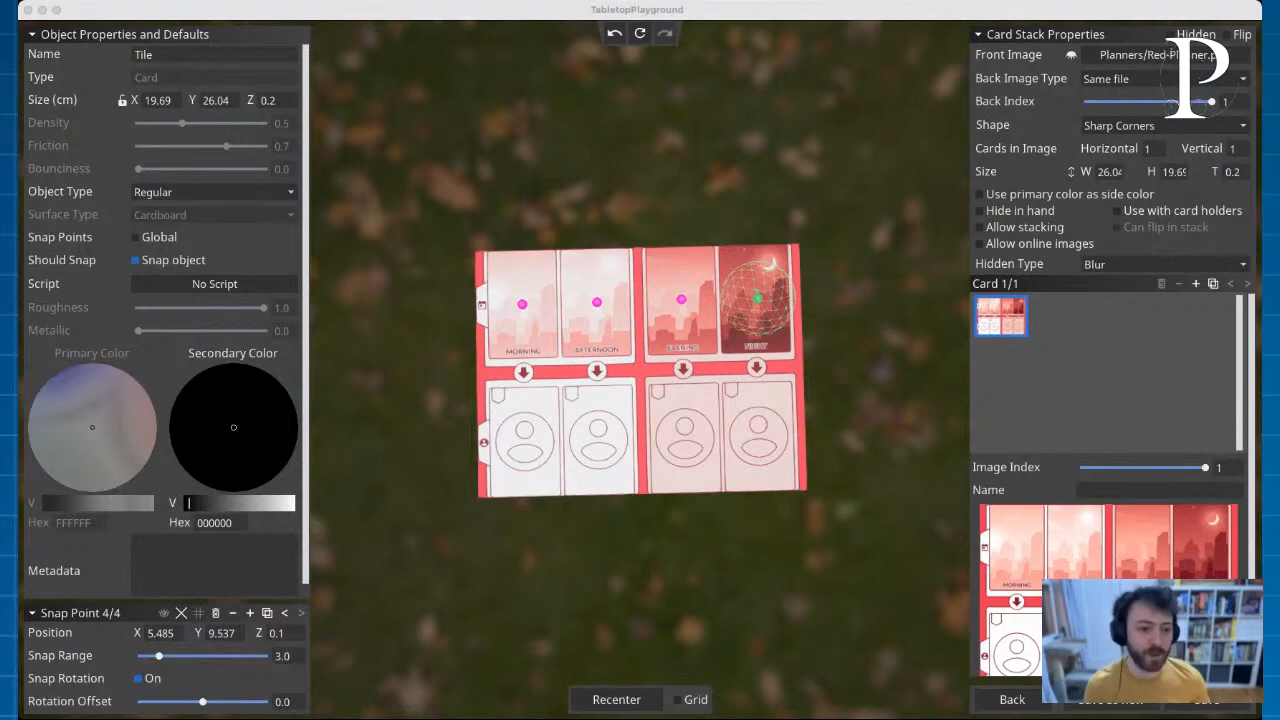 TabletopPlayground
Object Properties and Defaults
Name Tile
Type Card
Size (cm) X 19.69 Y 26.04 Z 0.2
Density 0.5
Friction 0.7
Bounciness 0.0
Object Type Regular
Surface Type Cardboard
Snap Points Global
Should Snap Snap object
Script No Script
Roughness 1.0
Metallic 0.0
Primary Color Secondary Color
V V
Hex FFFFFF Hex 000000
Metadata
Snap Point 4/4
Position X 5.485 Y 9.537 Z 0.1
Snap Range 3.0
Snap Rotation On
Rotation Offset 0.0
MORNING AFTERNOON EVENING NIGHT
Recenter Grid
Card Stack Properties Hidden Flip
Front Image Planners/Red-Planner.p
P
Back Image Type Same file
Back Index 1
Shape Sharp Corners
Cards in Image Horizontal 1 Vertical 1
Size W 26.04 H 19.69 T 0.2
Use primary color as side color
Hide in hand Use with card holders
Allow stacking Can flip in stack
Allow online images
Hidden Type Blur
Card 1/1
Image Index 1
Name
MORNING
Back